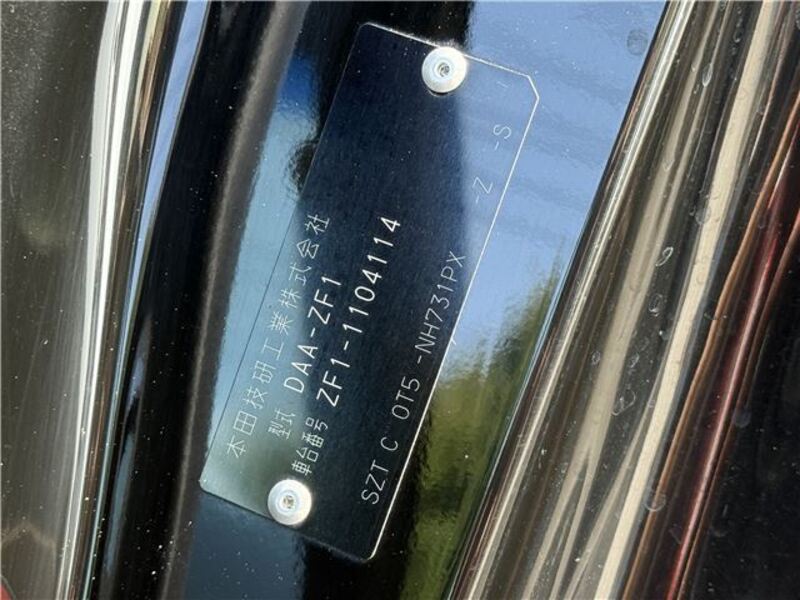 本田技研工業株式会社
型式 DAA-ZF1
車台番号 ZF1-1104114
SZT C 0T5 -NH731PX -Z -S -